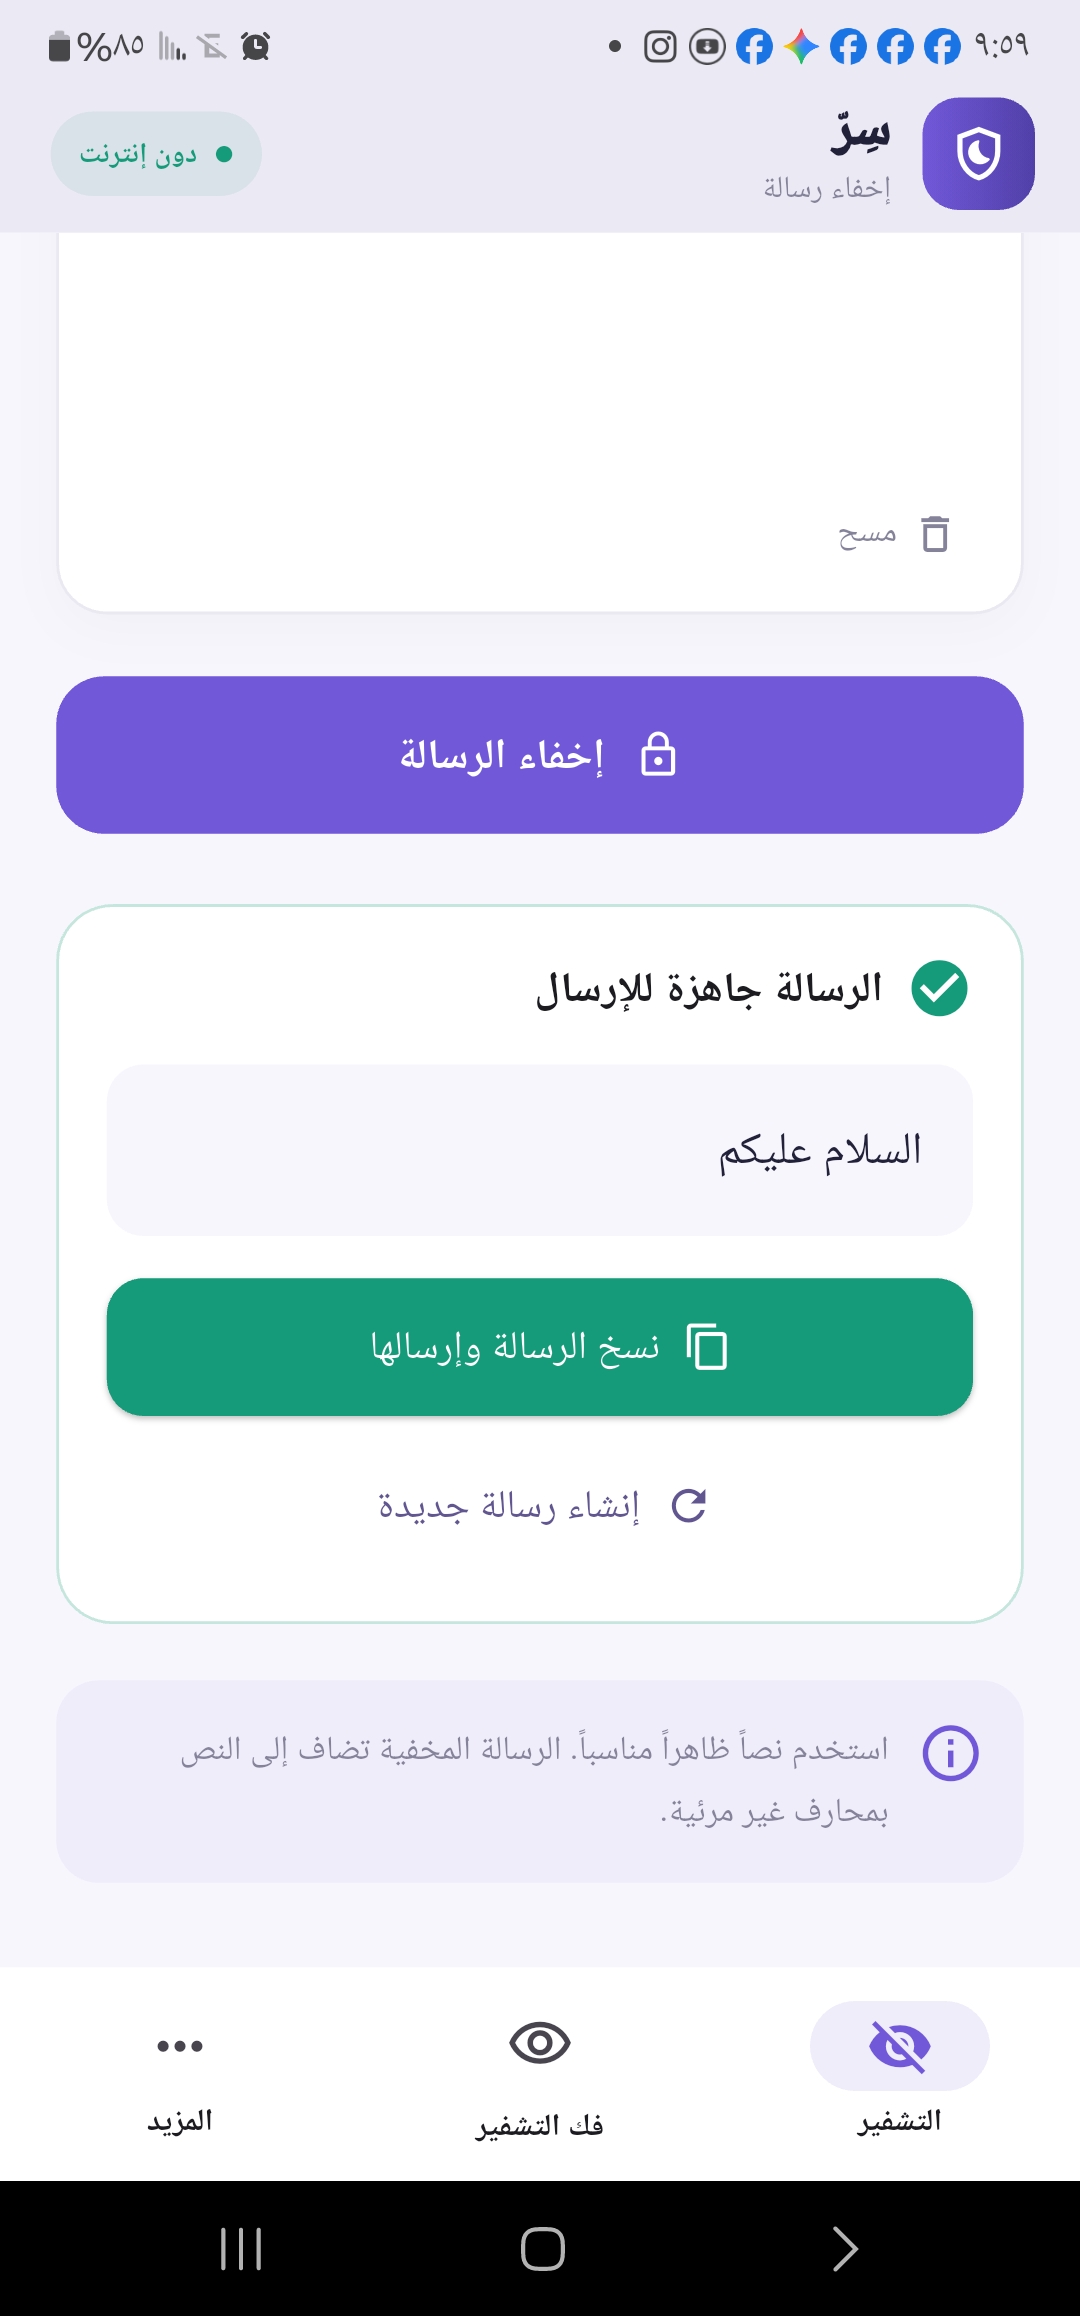 ٩:٥٩
٨٥%
سِرّ
إخفاء رسالة
دون إنترنت
مسح
إخفاء الرسالة
الرسالة جاهزة للإرسال
السلام عليكم
نسخ الرسالة وإرسالها
إنشاء رسالة جديدة
استخدم نصاً ظاهراً مناسباً. الرسالة المخفية تضاف إلى النص
بمحارف غير مرئية.
التشفير
فك التشفير
المزيد